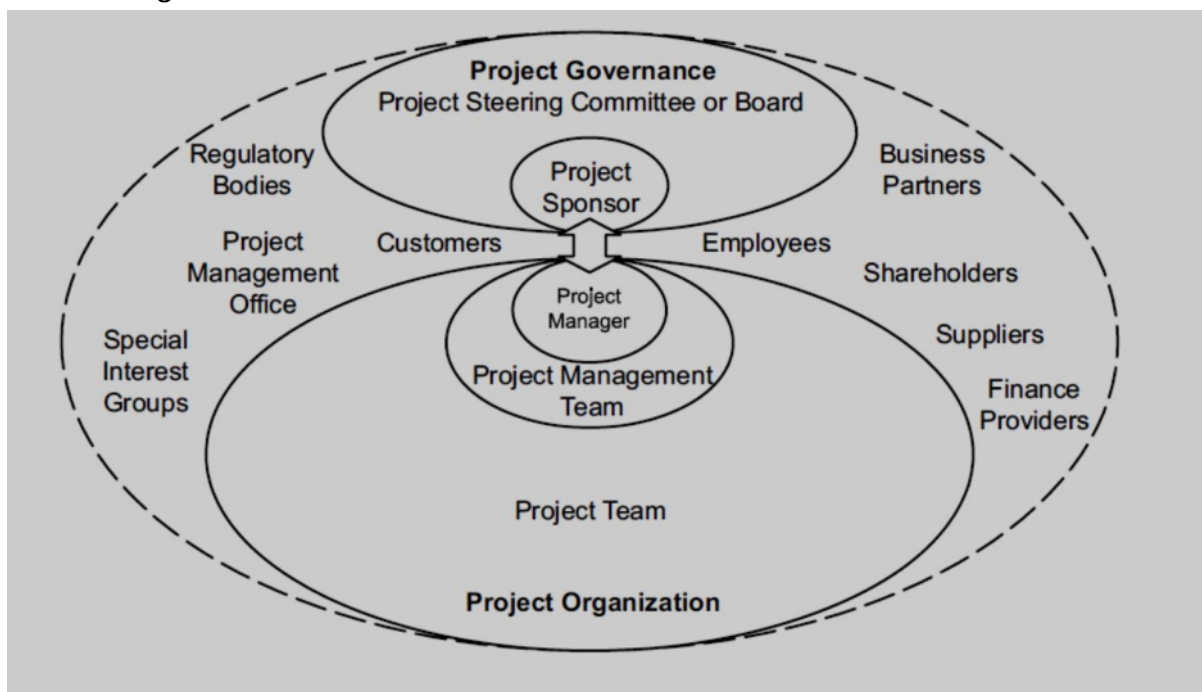 Project Governance
Project Steering Committee or Board
Regulatory
Bodies
Business
Partners
Project
Sponsor
Project
Management
Office
Customers
Employees
Shareholders
Project
Manager
Special
Interest
Groups
Suppliers
Project Management
Team
Finance
Providers
Project Team
Project Organization